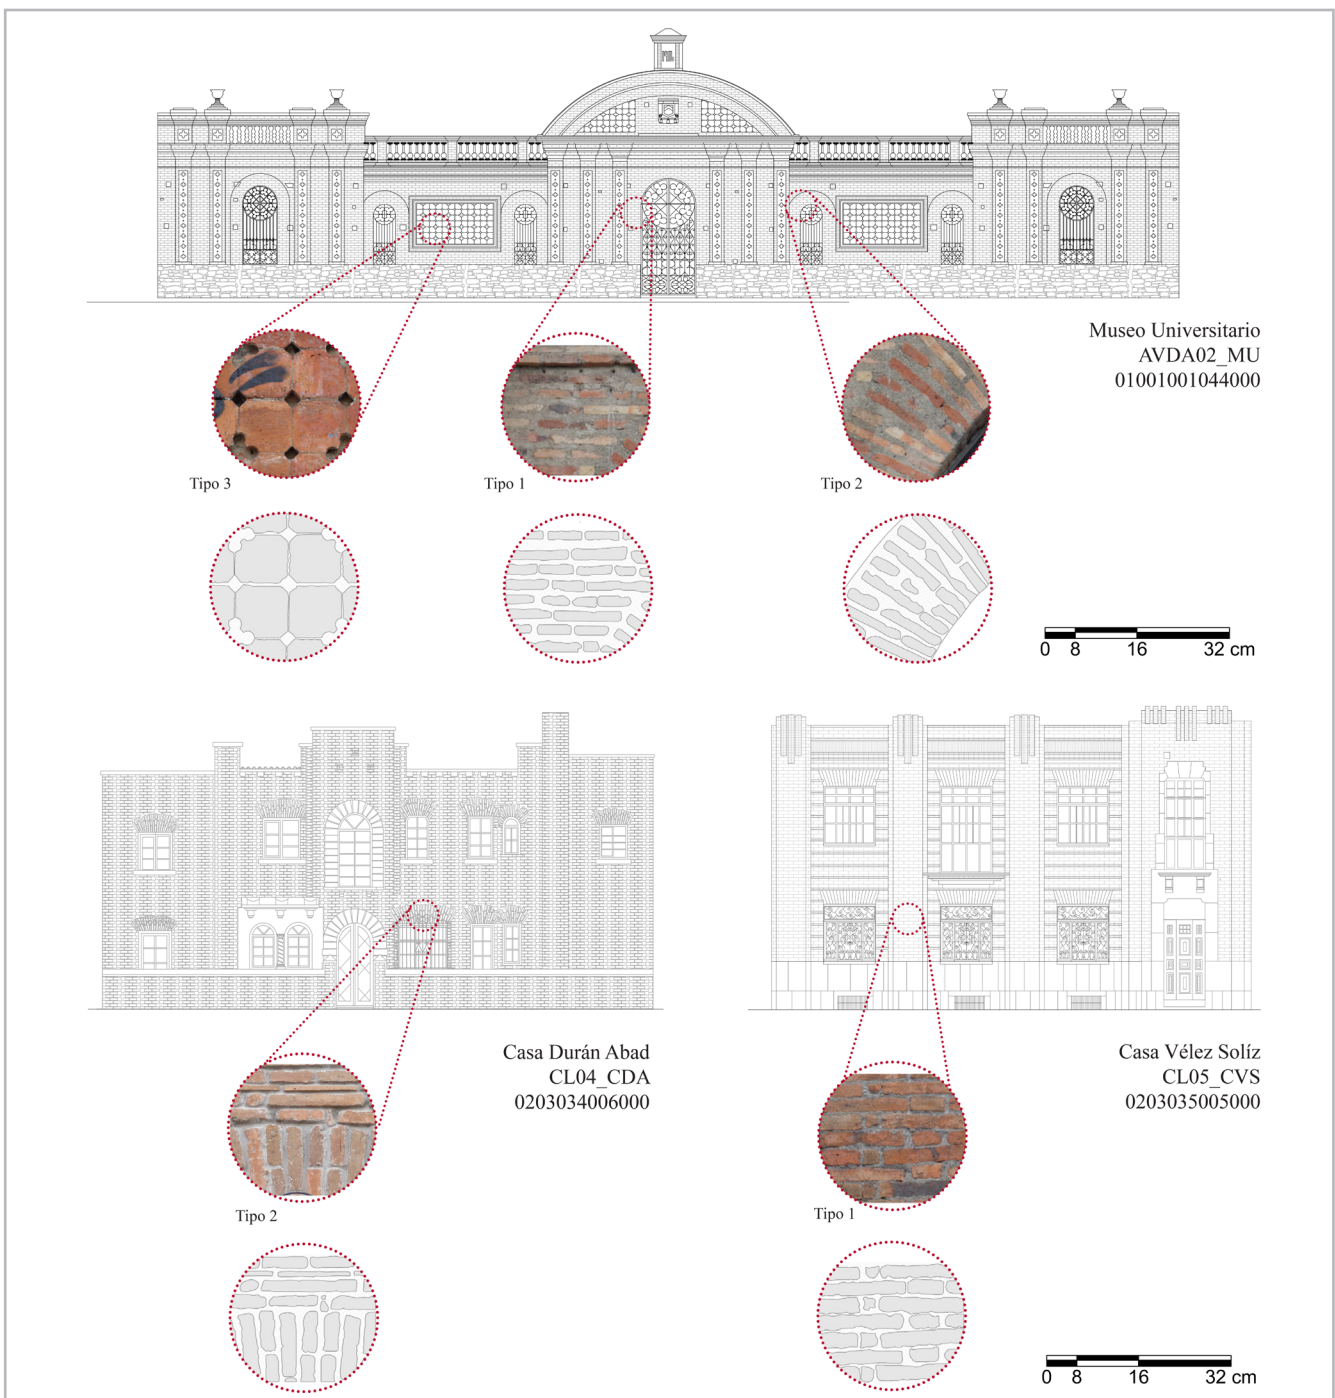 Museo Universitario
AVDA02_MU
01001001044000
Tipo 3
Tipo 1
Tipo 2
0 8 16 32 cm
Casa Durán Abad
CL04_CDA
0203034006000
Casa Vélez Solíz
CL05_CVS
0203035005000
Tipo 2
Tipo 1
0 8 16 32 cm